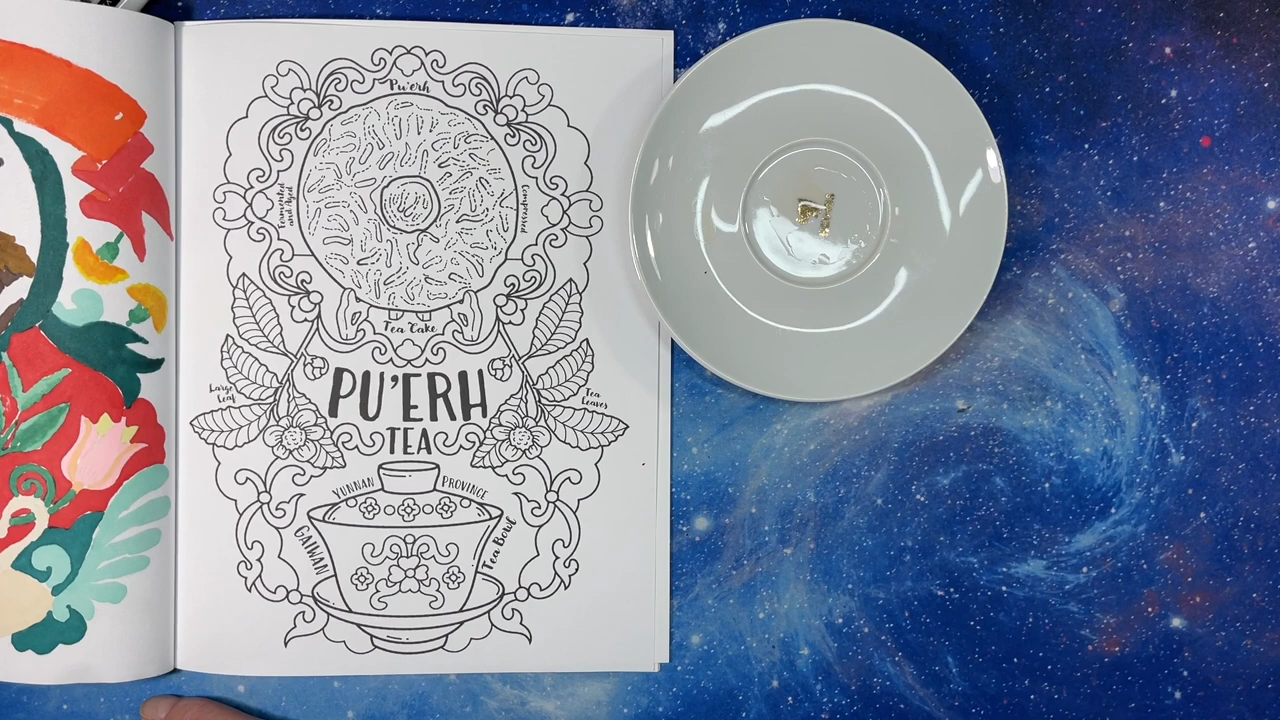 Pu'erh
Fermented
and Aged
Compressed
Tea Cake
PU'ERH
TEA
Large
Leaf
Tea
Leaves
YUNNAN PROVINCE
GAIWAN
Tea Bowl